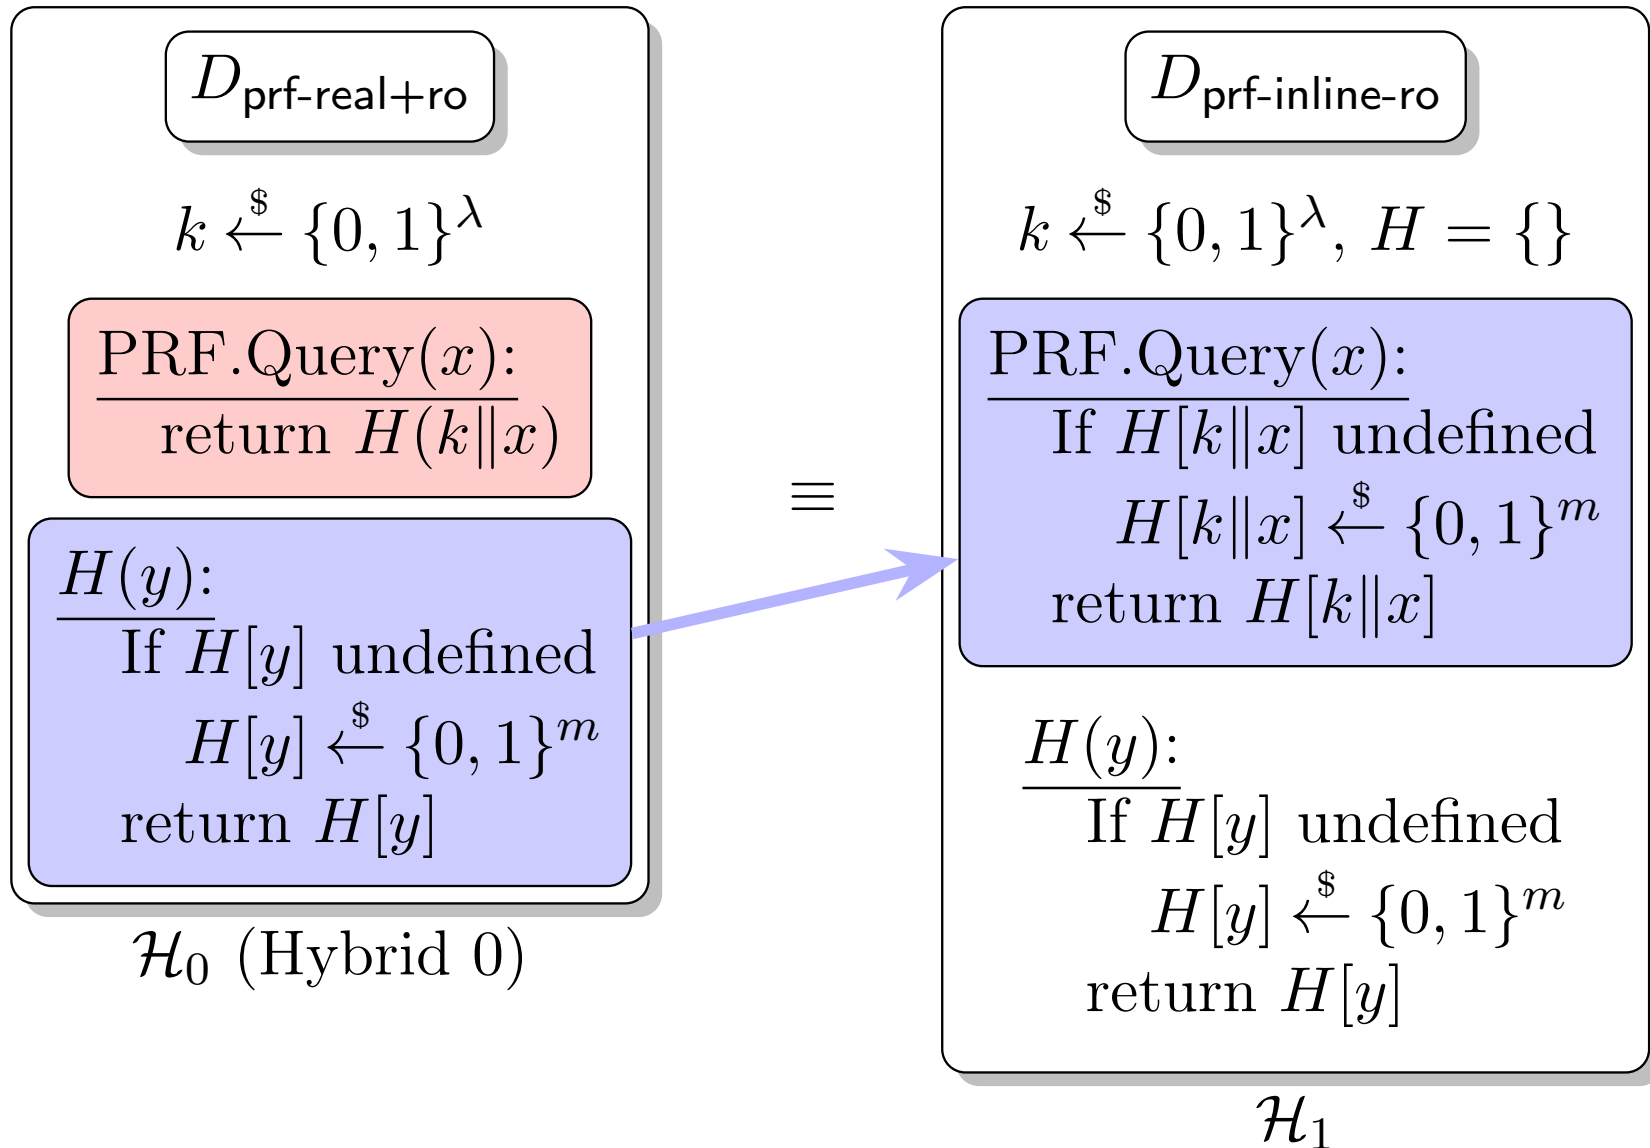 D_prf-real+ro
k ←$ {0, 1}^λ
PRF.Query(x):
return H(k∥x)
H(y):
If H[y] undefined
H[y] ←$ {0, 1}^m
return H[y]
ℋ_0 (Hybrid 0)
≡
D_prf-inline-ro
k ←$ {0, 1}^λ, H = {}
PRF.Query(x):
If H[k∥x] undefined
H[k∥x] ←$ {0, 1}^m
return H[k∥x]
H(y):
If H[y] undefined
H[y] ←$ {0, 1}^m
return H[y]
ℋ_1